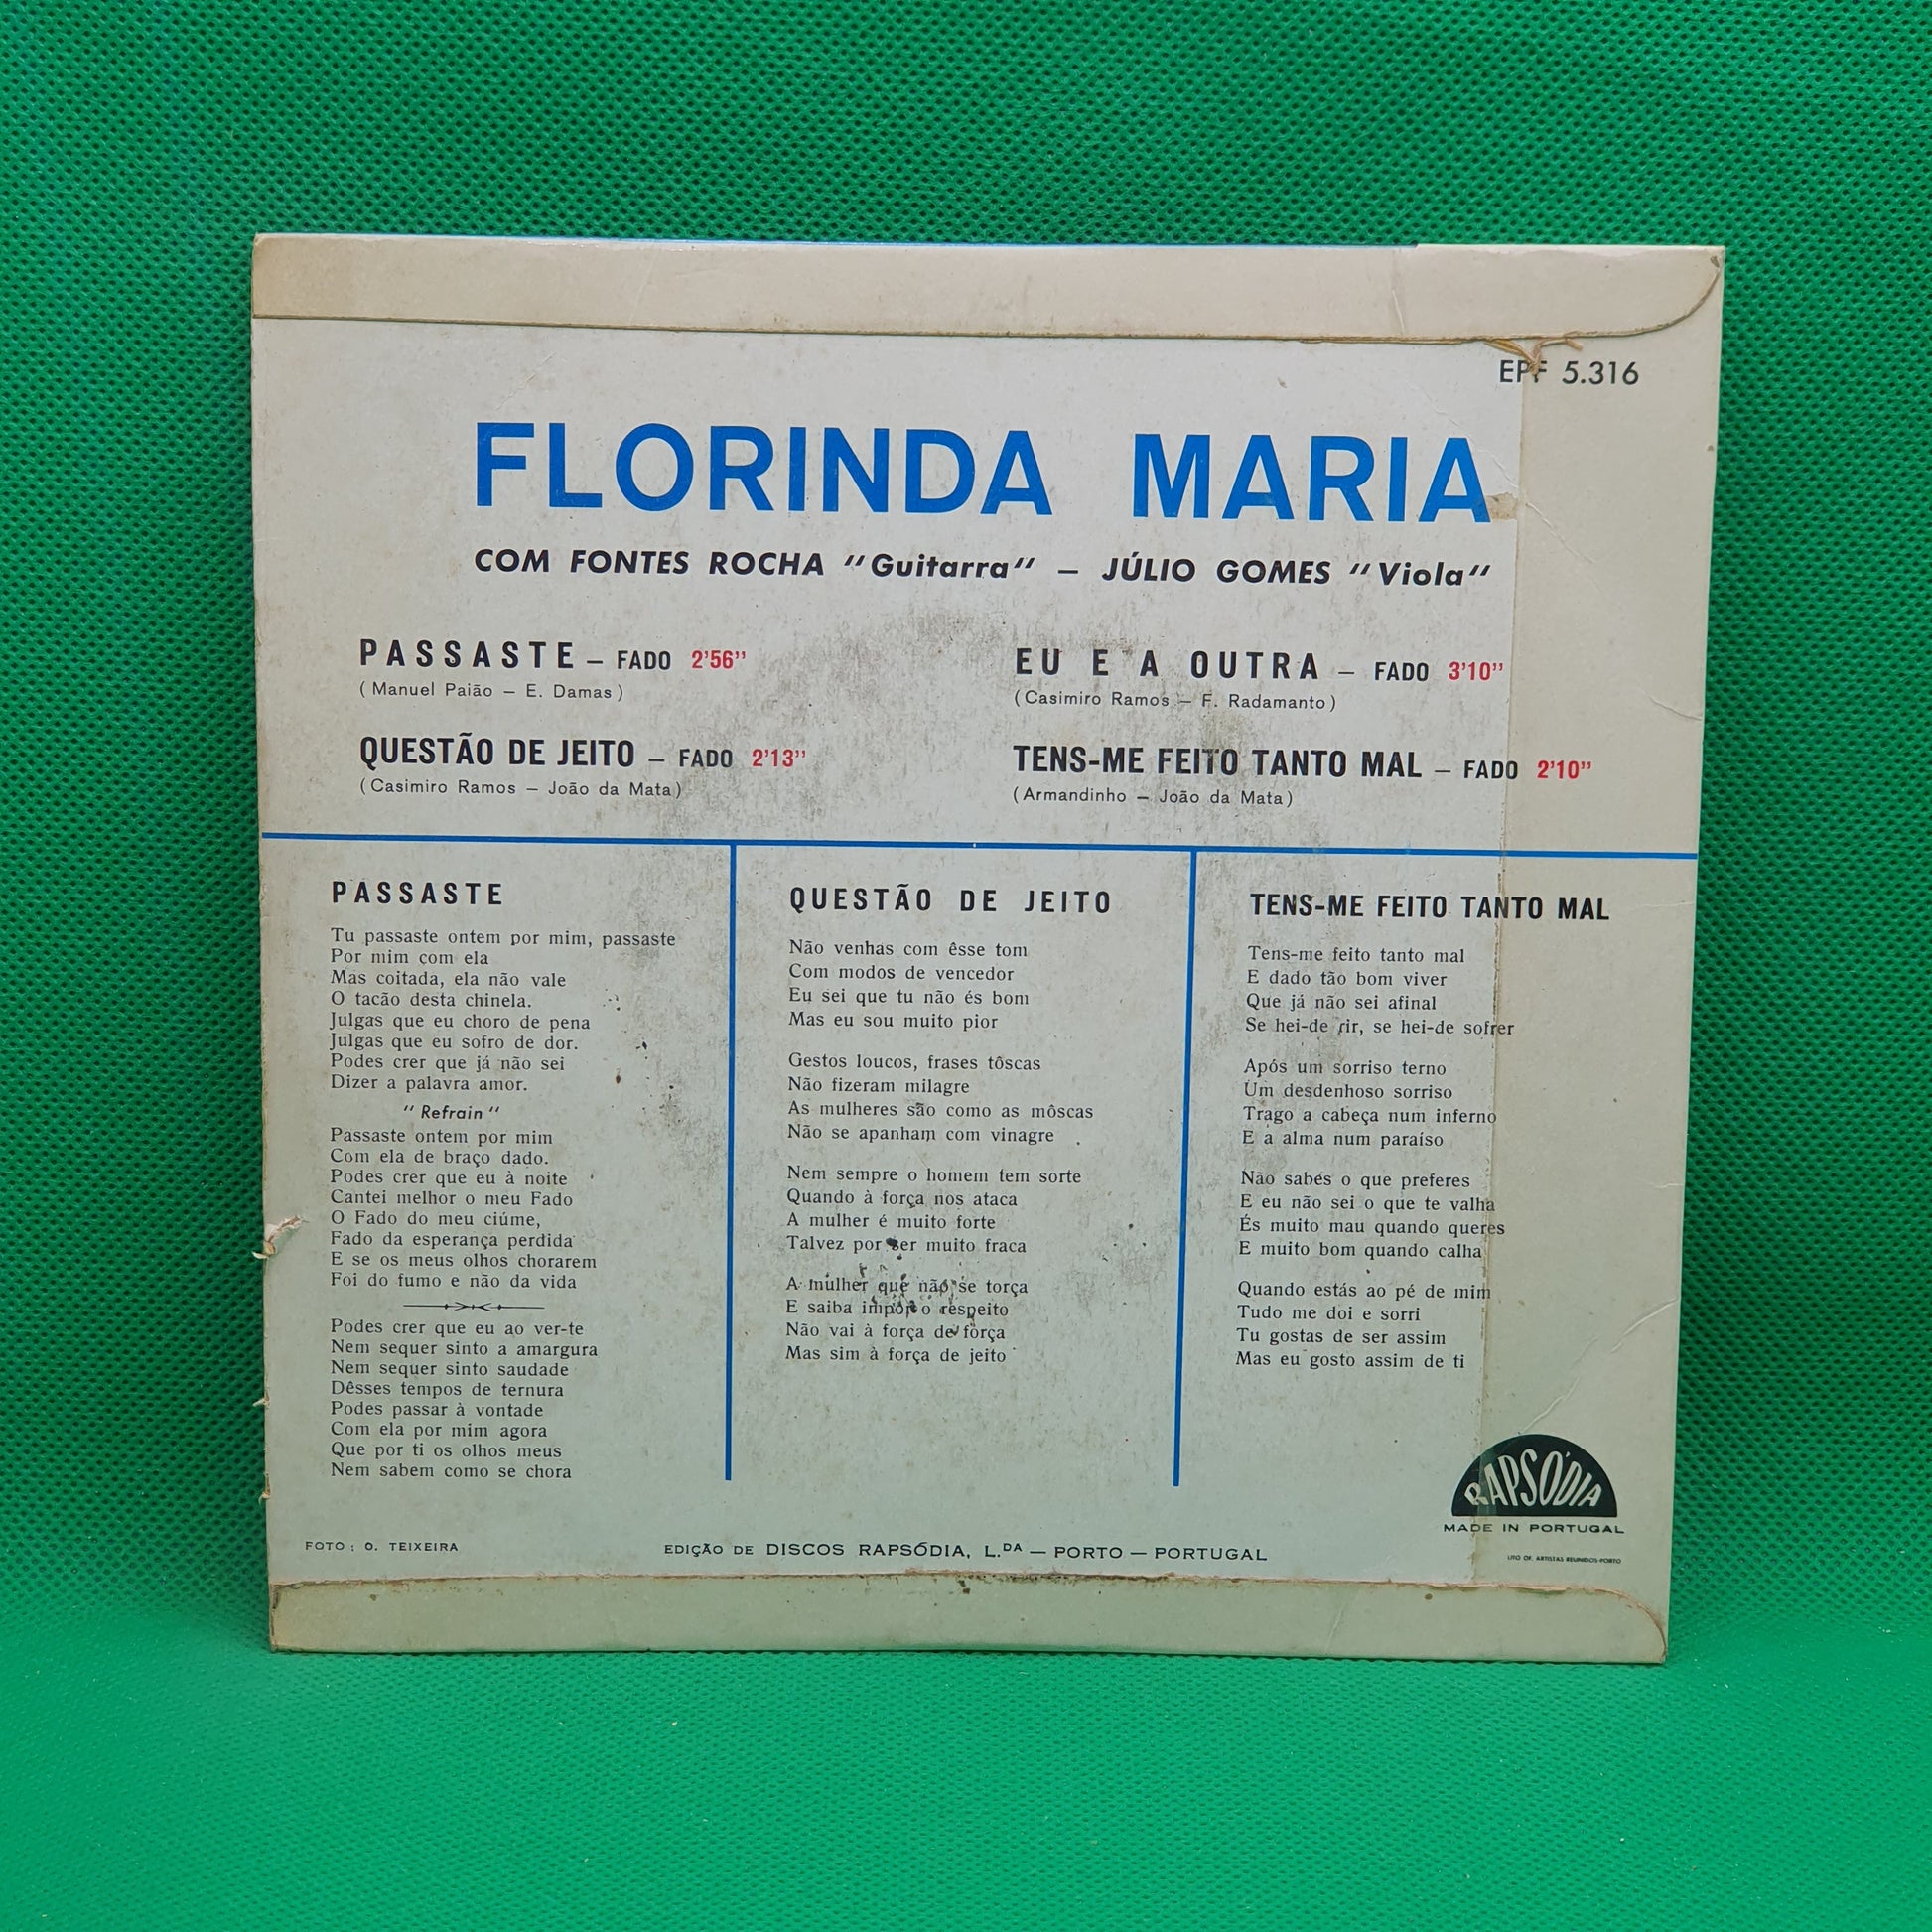 EPF 5.316
FLORINDA MARIA
COM FONTES ROCHA "Guitarra" – JÚLIO GOMES "Viola"
PASSASTE – FADO 2'56"
(Manuel Paião – E. Damas)
QUESTÃO DE JEITO – FADO 2'13"
(Casimiro Ramos – João da Mata)
EU E A OUTRA – FADO 3'10"
(Casimiro Ramos – F. Radamanto)
TENS-ME FEITO TANTO MAL – FADO 2'10"
(Armandinho – João da Mata)
PASSASTE
Tu passaste ontem por mim, passaste
Por mim com ela
Mas coitada, ela não vale
O tacão desta chinela.
Julgas que eu choro de pena
Julgas que eu sofro de dor.
Podes crer que já não sei
Dizer a palavra amor.
"Refrain"
Passaste ontem por mim
Com ela de braço dado.
Podes crer que eu à noite
Cantei melhor o meu Fado
O Fado do meu ciúme,
Fado da esperança perdida
E se os meus olhos chorarem
Foi do fumo e não da vida
Podes crer que eu ao ver-te
Nem sequer sinto a amargura
Nem sequer sinto saudade
Dêsses tempos de ternura
Podes passar à vontade
Com ela por mim agora
Que por ti os olhos meus
Nem sabem como se chora
QUESTÃO DE JEITO
Não venhas com êsse tom
Com modos de vencedor
Eu sei que tu não és bom
Mas eu sou muito pior
Gestos loucos, frases tôscas
Não fizeram milagre
As mulheres são como as môscas
Não se apanham com vinagre
Nem sempre o homem tem sorte
Quando à força nos ataca
A mulher é muito forte
Talvez por ser muito fraca
A mulher que não se torça
E saiba impôr o respeito
Não vai à força de força
Mas sim à força de jeito
TENS-ME FEITO TANTO MAL
Tens-me feito tanto mal
E dado tão bom viver
Que já não sei afinal
Se hei-de rir, se hei-de sofrer
Após um sorriso terno
Um desdenhoso sorriso
Trago a cabeça num inferno
E a alma num paraíso
Não sabes o que preferes
E eu não sei o que te valha
És muito mau quando queres
E muito bom quando calha
Quando estás ao pé de mim
Tudo me doi e sorri
Tu gostas de ser assim
Mas eu gosto assim de ti
RAPSÓDIA
MADE IN PORTUGAL
LITO OF. ARTISTAS REUNIDOS-PORTO
FOTO: O. TEIXEIRA
EDIÇÃO DE DISCOS RAPSÓDIA, L.DA – PORTO – PORTUGAL